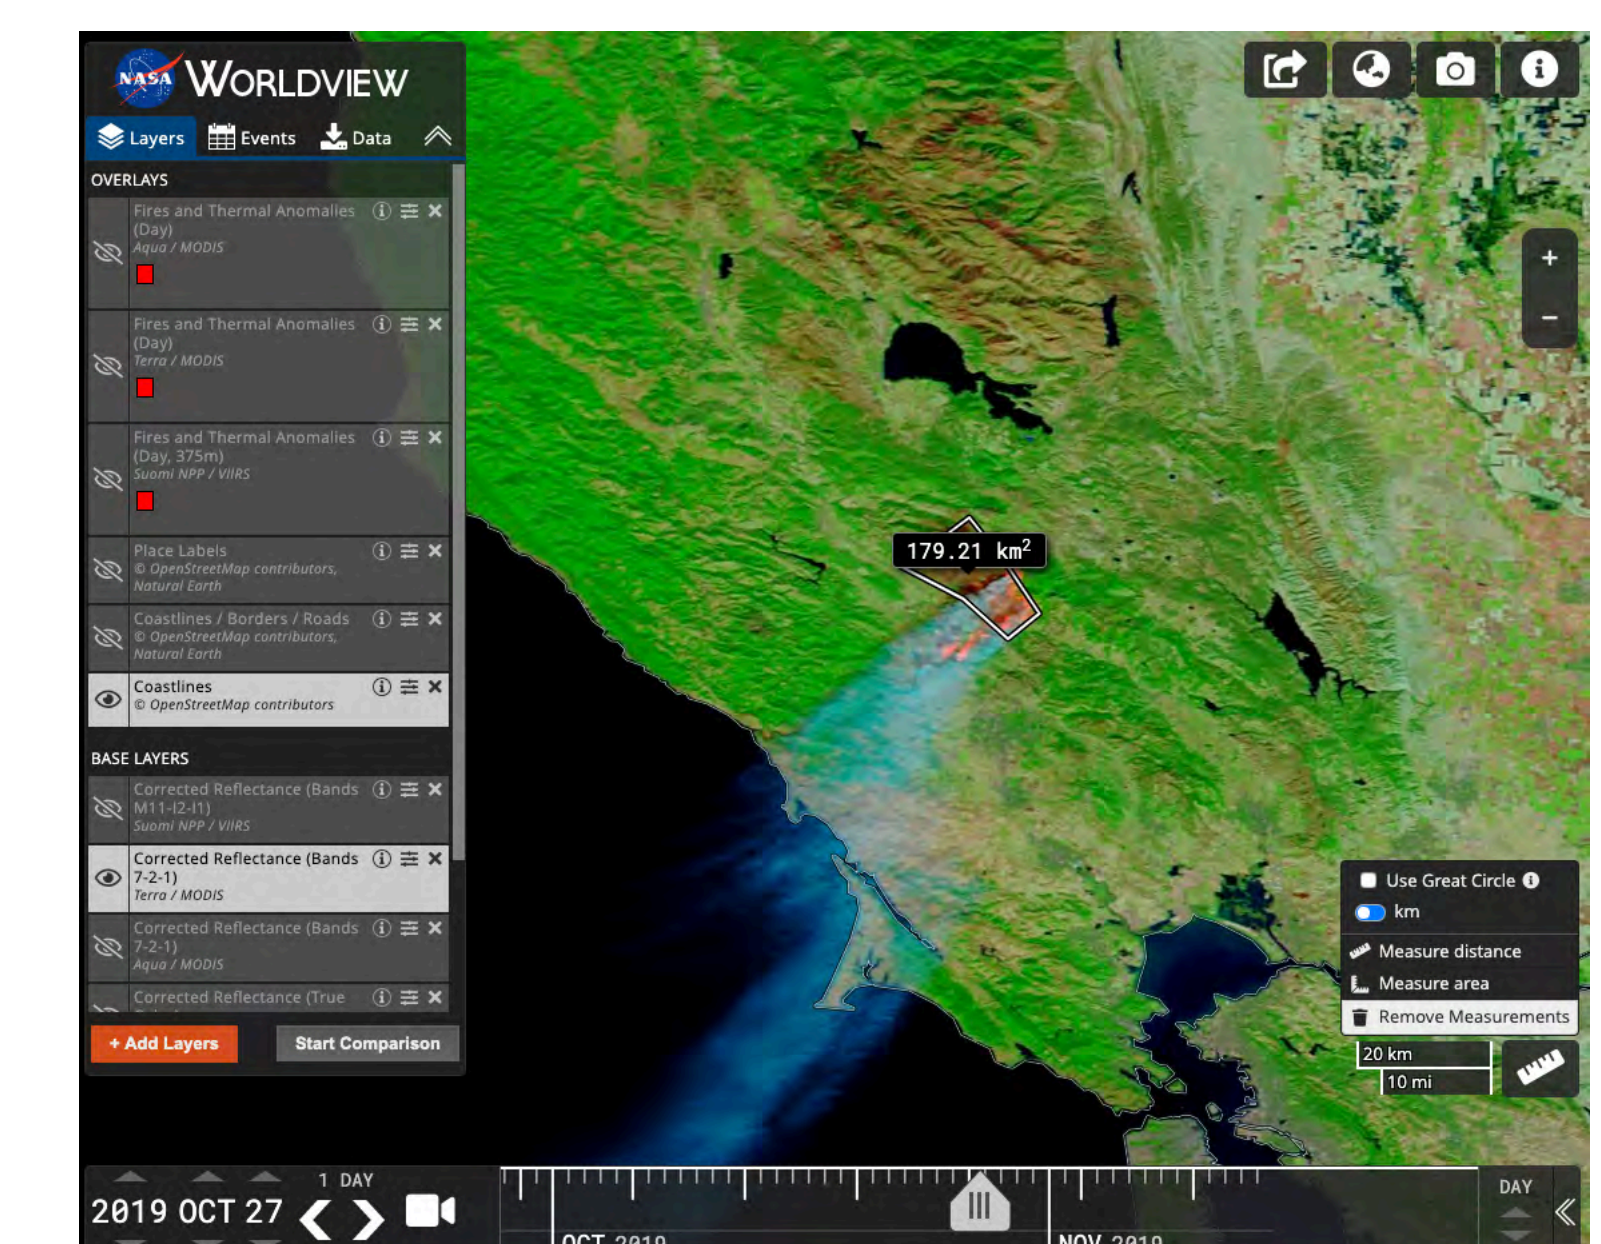 NASA WORLDVIEW
Layers Events Data
OVERLAYS
Fires and Thermal Anomalies
(Day)
Aqua / MODIS
Fires and Thermal Anomalies
(Day)
Terra / MODIS
Fires and Thermal Anomalies
(Day, 375m)
Suomi NPP / VIIRS
Place Labels
© OpenStreetMap contributors,
Natural Earth
Coastlines / Borders / Roads
© OpenStreetMap contributors,
Natural Earth
Coastlines
© OpenStreetMap contributors
BASE LAYERS
Corrected Reflectance (Bands
M11-I2-I1)
Suomi NPP / VIIRS
Corrected Reflectance (Bands
7-2-1)
Terra / MODIS
Corrected Reflectance (Bands
7-2-1)
Aqua / MODIS
Corrected Reflectance (True
+ Add Layers Start Comparison
179.21 km²
+
−
Use Great Circle
km
Measure distance
Measure area
Remove Measurements
20 km
10 mi
1 DAY
2019 OCT 27
OCT 2019
NOV 2019
DAY